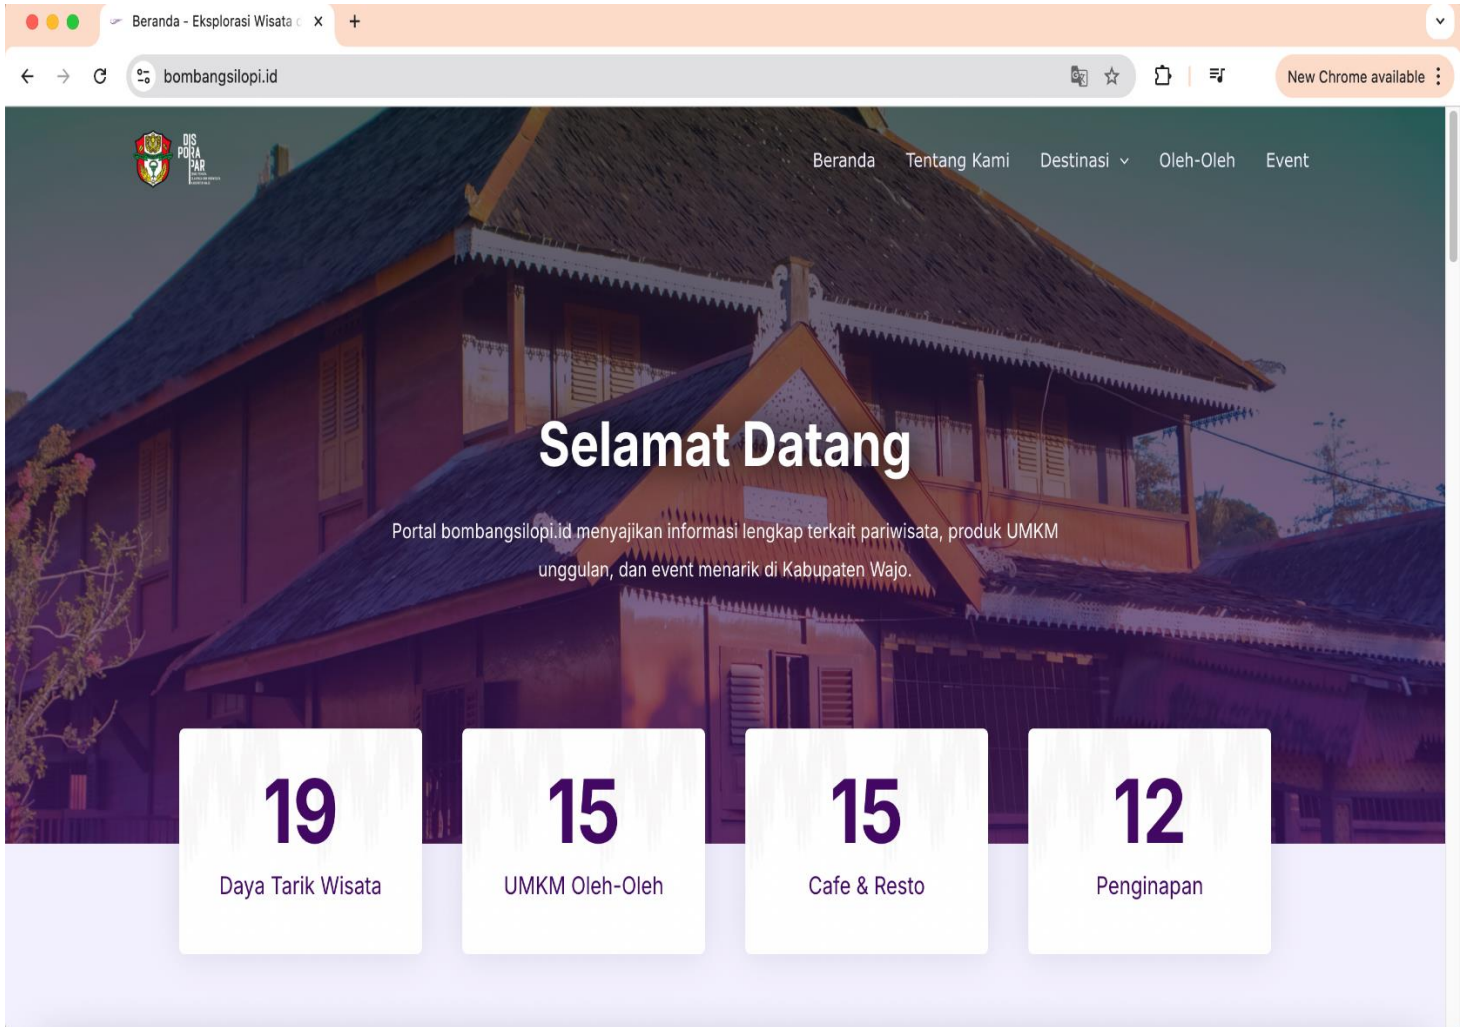 Beranda - Eksplorasi Wisata
bombangsilopi.id
New Chrome available
DIS
PORA
PAR
Beranda Tentang Kami Destinasi Oleh-Oleh Event
Selamat Datang
Portal bombangsilopi.id menyajikan informasi lengkap terkait pariwisata, produk UMKM
unggulan, dan event menarik di Kabupaten Wajo.
19 15 15 12
Daya Tarik Wisata UMKM Oleh-Oleh Cafe & Resto Penginapan